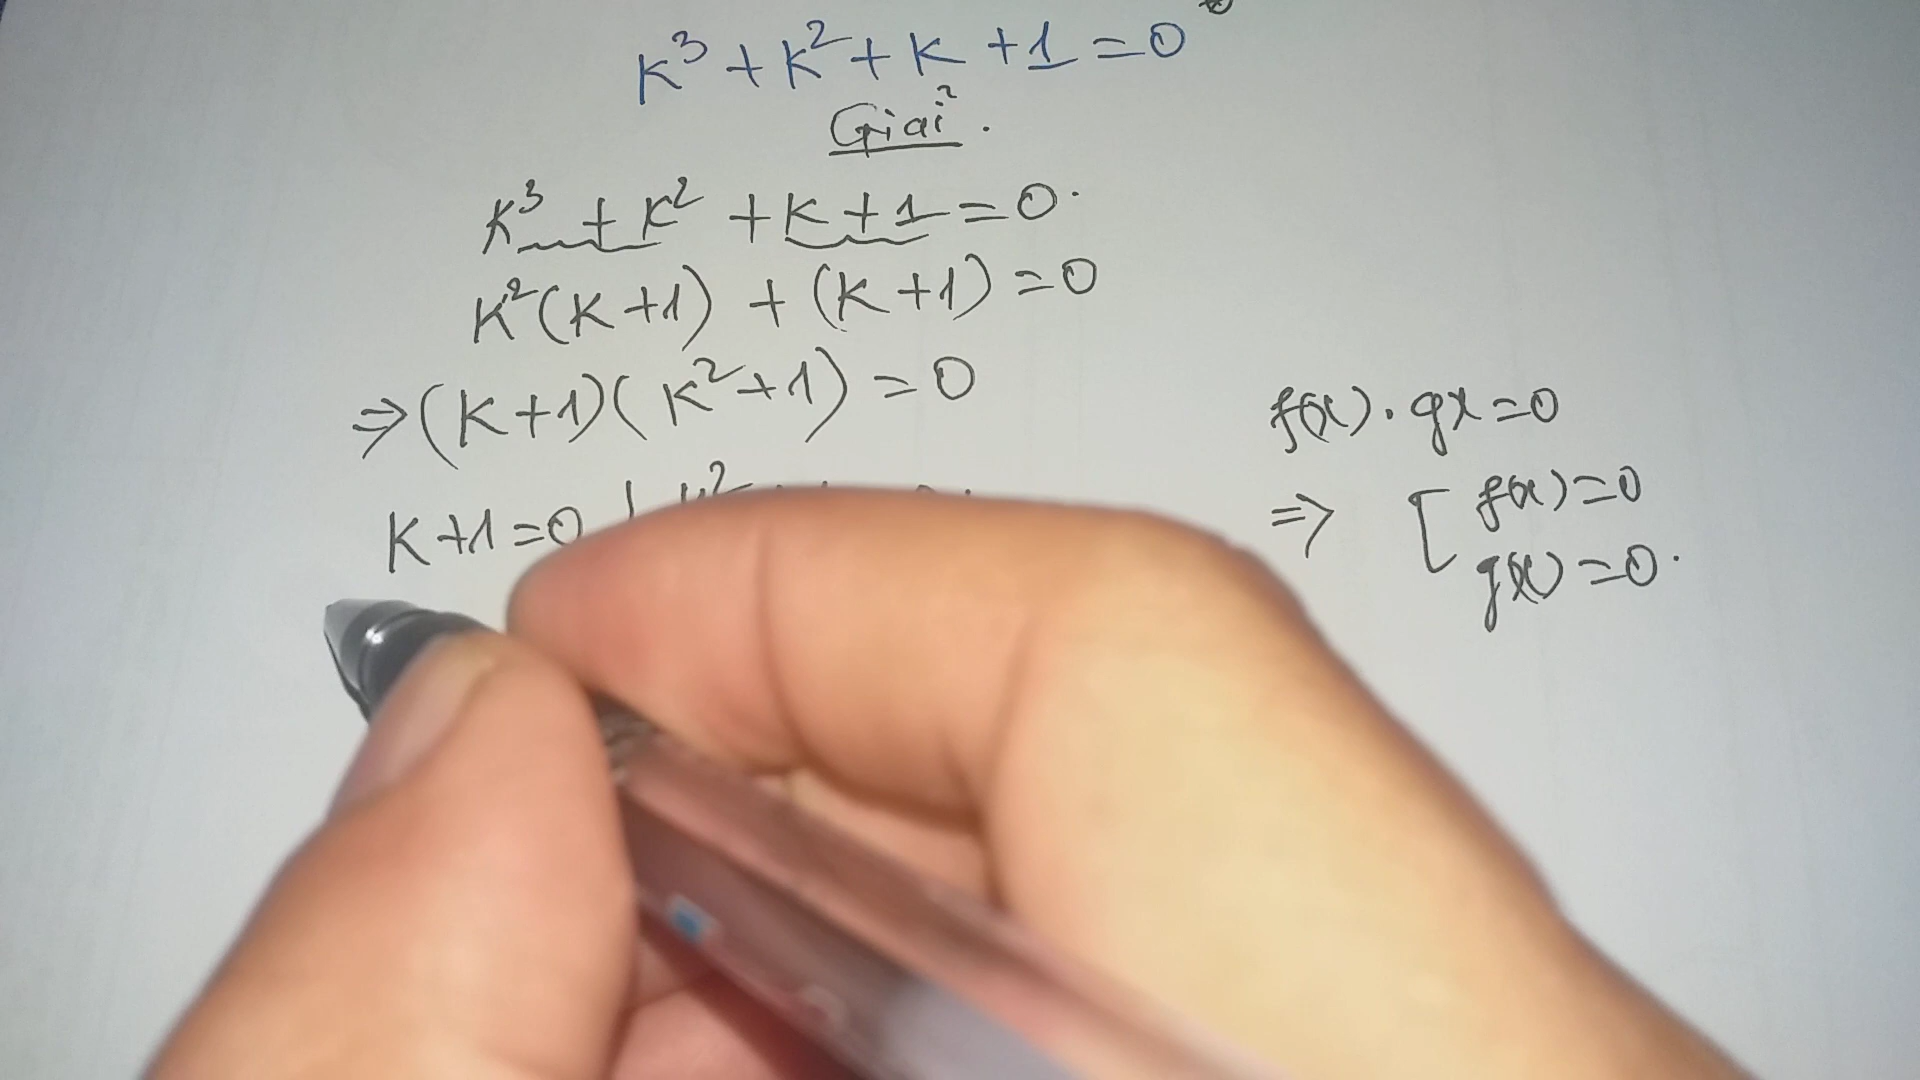 K³ + K² + K + 1 = 0
Giải.
K³ + K² + K + 1 = 0.
K²(K + 1) + (K + 1) = 0
⇒ (K + 1)(K² + 1) = 0
K + 1 = 0
f(x) . gx = 0
⇒ [ f(x) = 0
g(x) = 0.